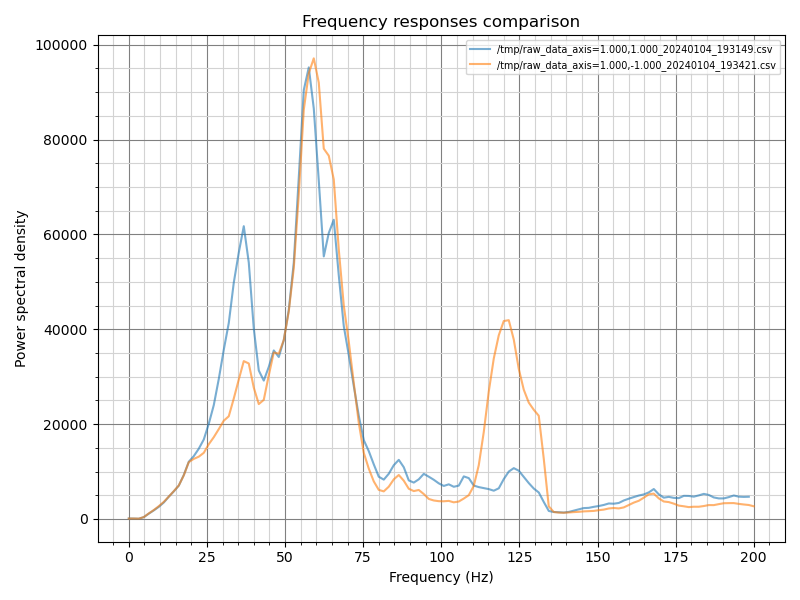 Frequency responses comparison
/tmp/raw_data_axis=1.000,1.000_20240104_193149.csv
/tmp/raw_data_axis=1.000,-1.000_20240104_193421.csv
100000
80000
60000
40000
20000
0
Power spectral density
0 25 50 75 100 125 150 175 200
Frequency (Hz)